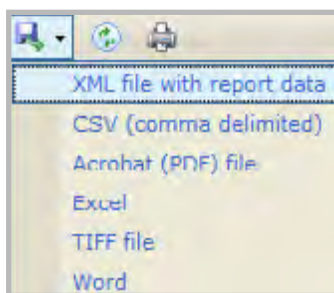 XML file with report data
CSV (comma delimited)
Acrobat (PDF) file
Excel
TIFF file
Word